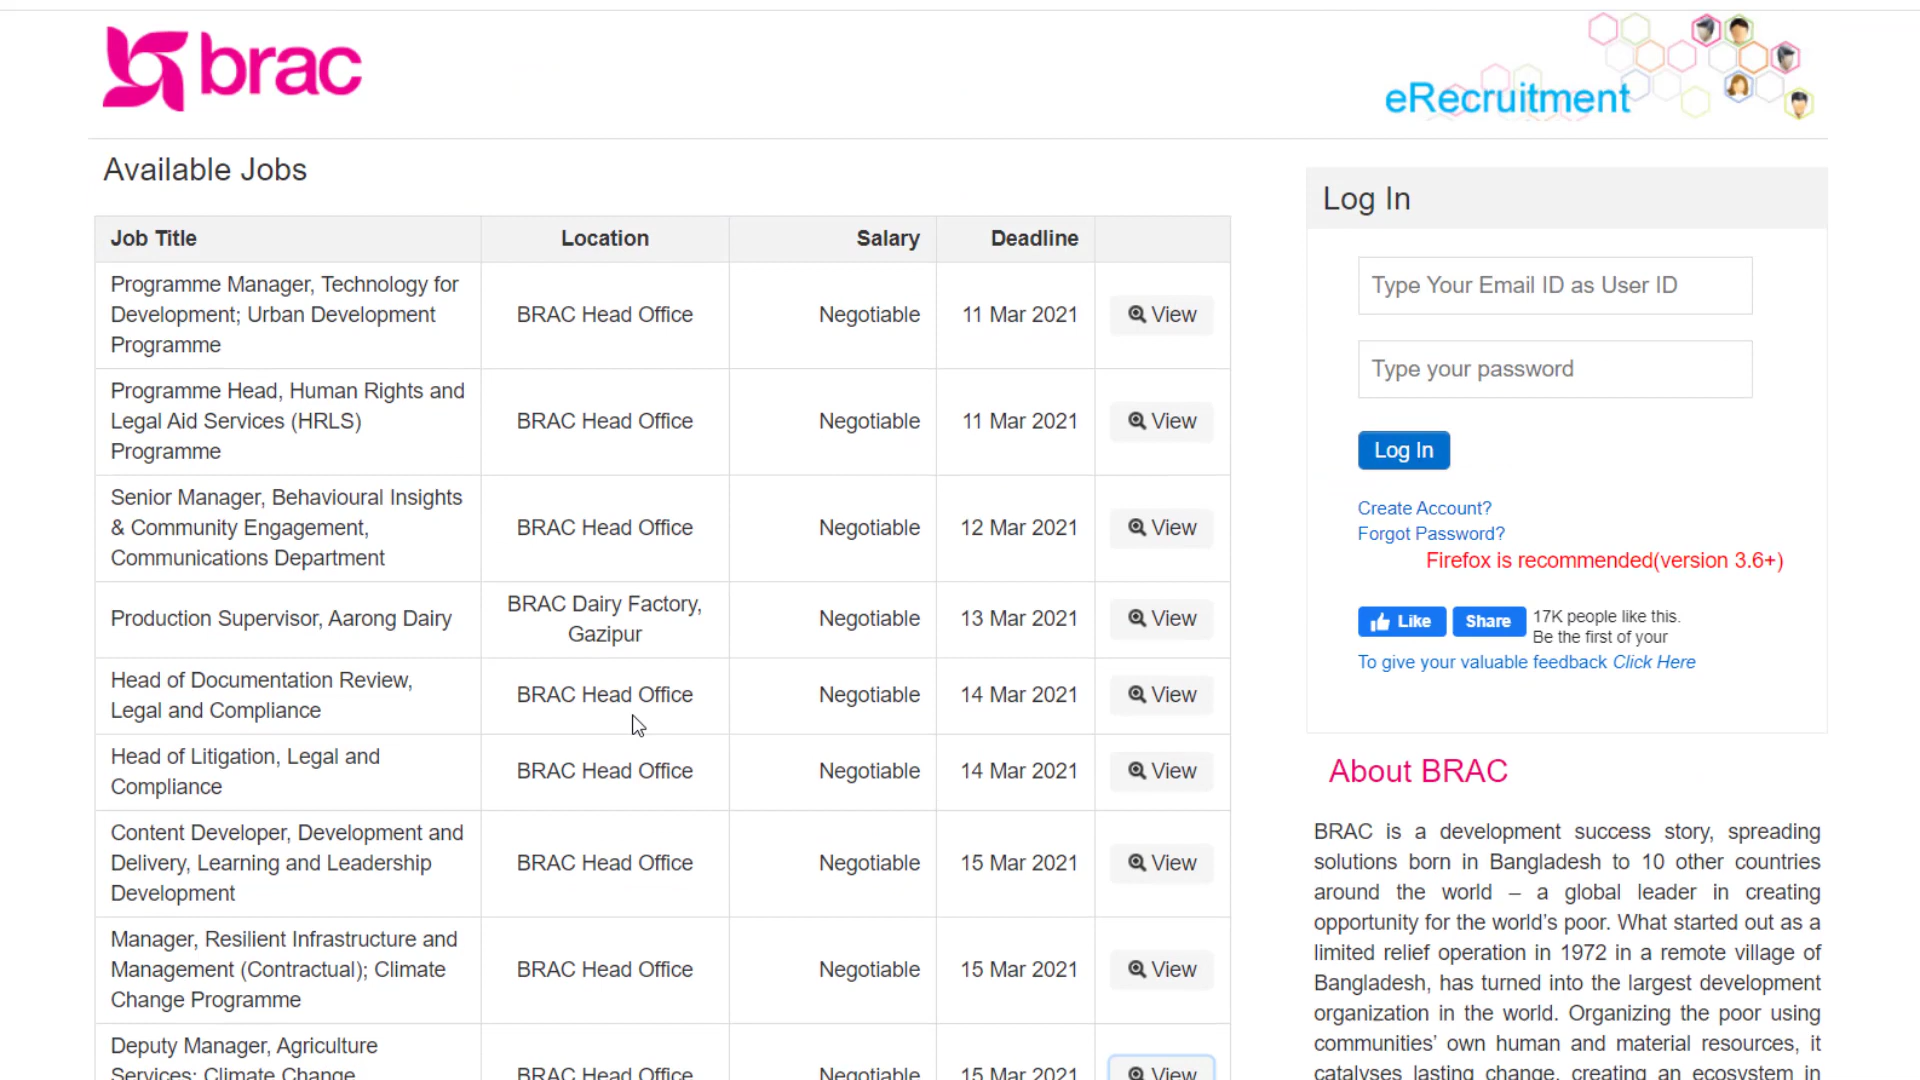 brac
eRecruitment
Available Jobs
Job Title Location Salary Deadline
Programme Manager, Technology for
Development; Urban Development
Programme
BRAC Head Office Negotiable 11 Mar 2021 View
Programme Head, Human Rights and
Legal Aid Services (HRLS)
Programme
BRAC Head Office Negotiable 11 Mar 2021 View
Senior Manager, Behavioural Insights
& Community Engagement,
Communications Department
BRAC Head Office Negotiable 12 Mar 2021 View
Production Supervisor, Aarong Dairy
BRAC Dairy Factory,
Gazipur
Negotiable 13 Mar 2021 View
Head of Documentation Review,
Legal and Compliance
BRAC Head Office Negotiable 14 Mar 2021 View
Head of Litigation, Legal and
Compliance
BRAC Head Office Negotiable 14 Mar 2021 View
Content Developer, Development and
Delivery, Learning and Leadership
Development
BRAC Head Office Negotiable 15 Mar 2021 View
Manager, Resilient Infrastructure and
Management (Contractual); Climate
Change Programme
BRAC Head Office Negotiable 15 Mar 2021 View
Deputy Manager, Agriculture
Services; Climate Change
BRAC Head Office Negotiable 15 Mar 2021 View
Log In
Type Your Email ID as User ID
Type your password
Log In
Create Account?
Forgot Password?
Firefox is recommended(version 3.6+)
Like Share 17K people like this.
Be the first of your
To give your valuable feedback Click Here
About BRAC
BRAC is a development success story, spreading
solutions born in Bangladesh to 10 other countries
around the world – a global leader in creating
opportunity for the world's poor. What started out as a
limited relief operation in 1972 in a remote village of
Bangladesh, has turned into the largest development
organization in the world. Organizing the poor using
communities' own human and material resources, it
catalyses lasting change, creating an ecosystem in